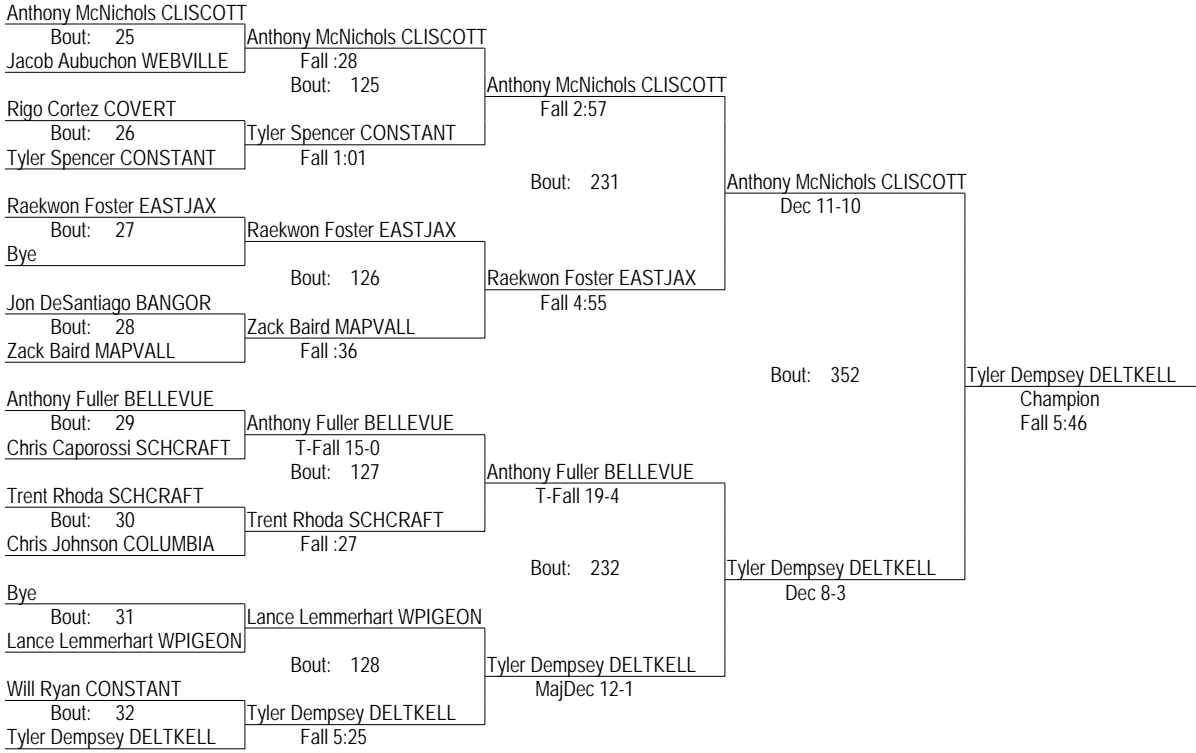 Anthony McNichols CLISCOTT
Bout: 25
Jacob Aubuchon WEBVILLE
Rigo Cortez COVERT
Bout: 26
Tyler Spencer CONSTANT
Raekwon Foster EASTJAX
Bout: 27
Bye
Jon DeSantiago BANGOR
Bout: 28
Zack Baird MAPVALL
Anthony Fuller BELLEVUE
Bout: 29
Chris Caporossi SCHCRAFT
Trent Rhoda SCHCRAFT
Bout: 30
Chris Johnson COLUMBIA
Bye
Bout: 31
Lance Lemmerhart WPIGEON
Will Ryan CONSTANT
Bout: 32
Tyler Dempsey DELTKELL
Anthony McNichols CLISCOTT
Fall :28
Bout: 125
Tyler Spencer CONSTANT
Fall 1:01
Raekwon Foster EASTJAX
Bout: 126
Zack Baird MAPVALL
Fall :36
Anthony Fuller BELLEVUE
T-Fall 15-0
Bout: 127
Trent Rhoda SCHCRAFT
Fall :27
Lance Lemmerhart WPIGEON
Bout: 128
Tyler Dempsey DELTKELL
Fall 5:25
Anthony McNichols CLISCOTT
Fall 2:57
Bout: 231
Raekwon Foster EASTJAX
Fall 4:55
Anthony Fuller BELLEVUE
T-Fall 19-4
Bout: 232
Tyler Dempsey DELTKELL
MajDec 12-1
Anthony McNichols CLISCOTT
Dec 11-10
Bout: 352
Tyler Dempsey DELTKELL
Dec 8-3
Tyler Dempsey DELTKELL
Champion
Fall 5:46